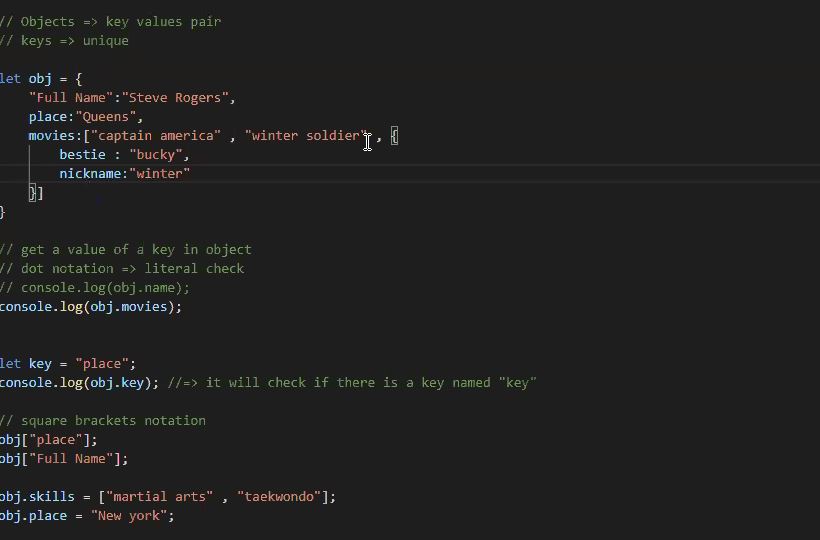 // Objects => key values pair
// keys => unique
let obj = {
"Full Name":"Steve Rogers",
place:"Queens",
movies:["captain america" , "winter soldier" , {
bestie : "bucky",
nickname:"winter"
}]
}
// get a value of a key in object
// dot notation => literal check
// console.log(obj.name);
console.log(obj.movies);
let key = "place";
console.log(obj.key); //=> it will check if there is a key named "key"
// square brackets notation
obj["place"];
obj["Full Name"];
obj.skills = ["martial arts" , "taekwondo"];
obj.place = "New york";